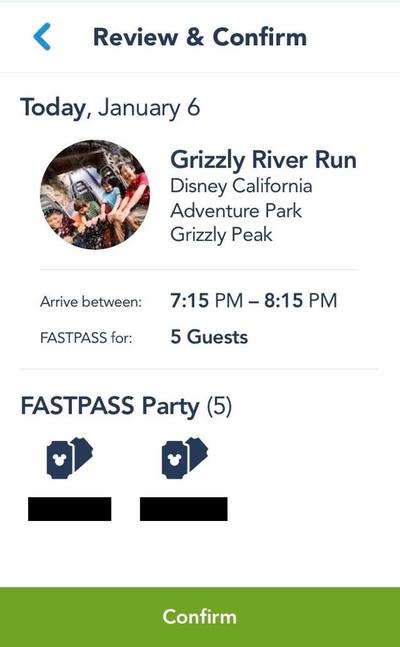 Review & Confirm
Today, January 6
Grizzly River Run
Disney California
Adventure Park
Grizzly Peak
Arrive between: 7:15 PM – 8:15 PM
FASTPASS for: 5 Guests
FASTPASS Party (5)
Confirm